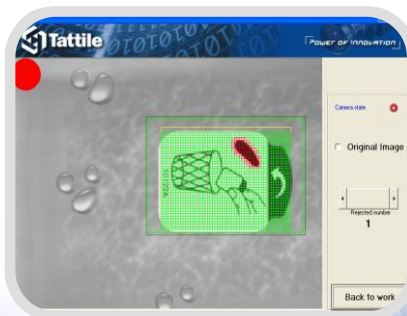 Tattile
POWER OF INNOVATION
Camera state
Original Image
Rejected number
1
Back to work